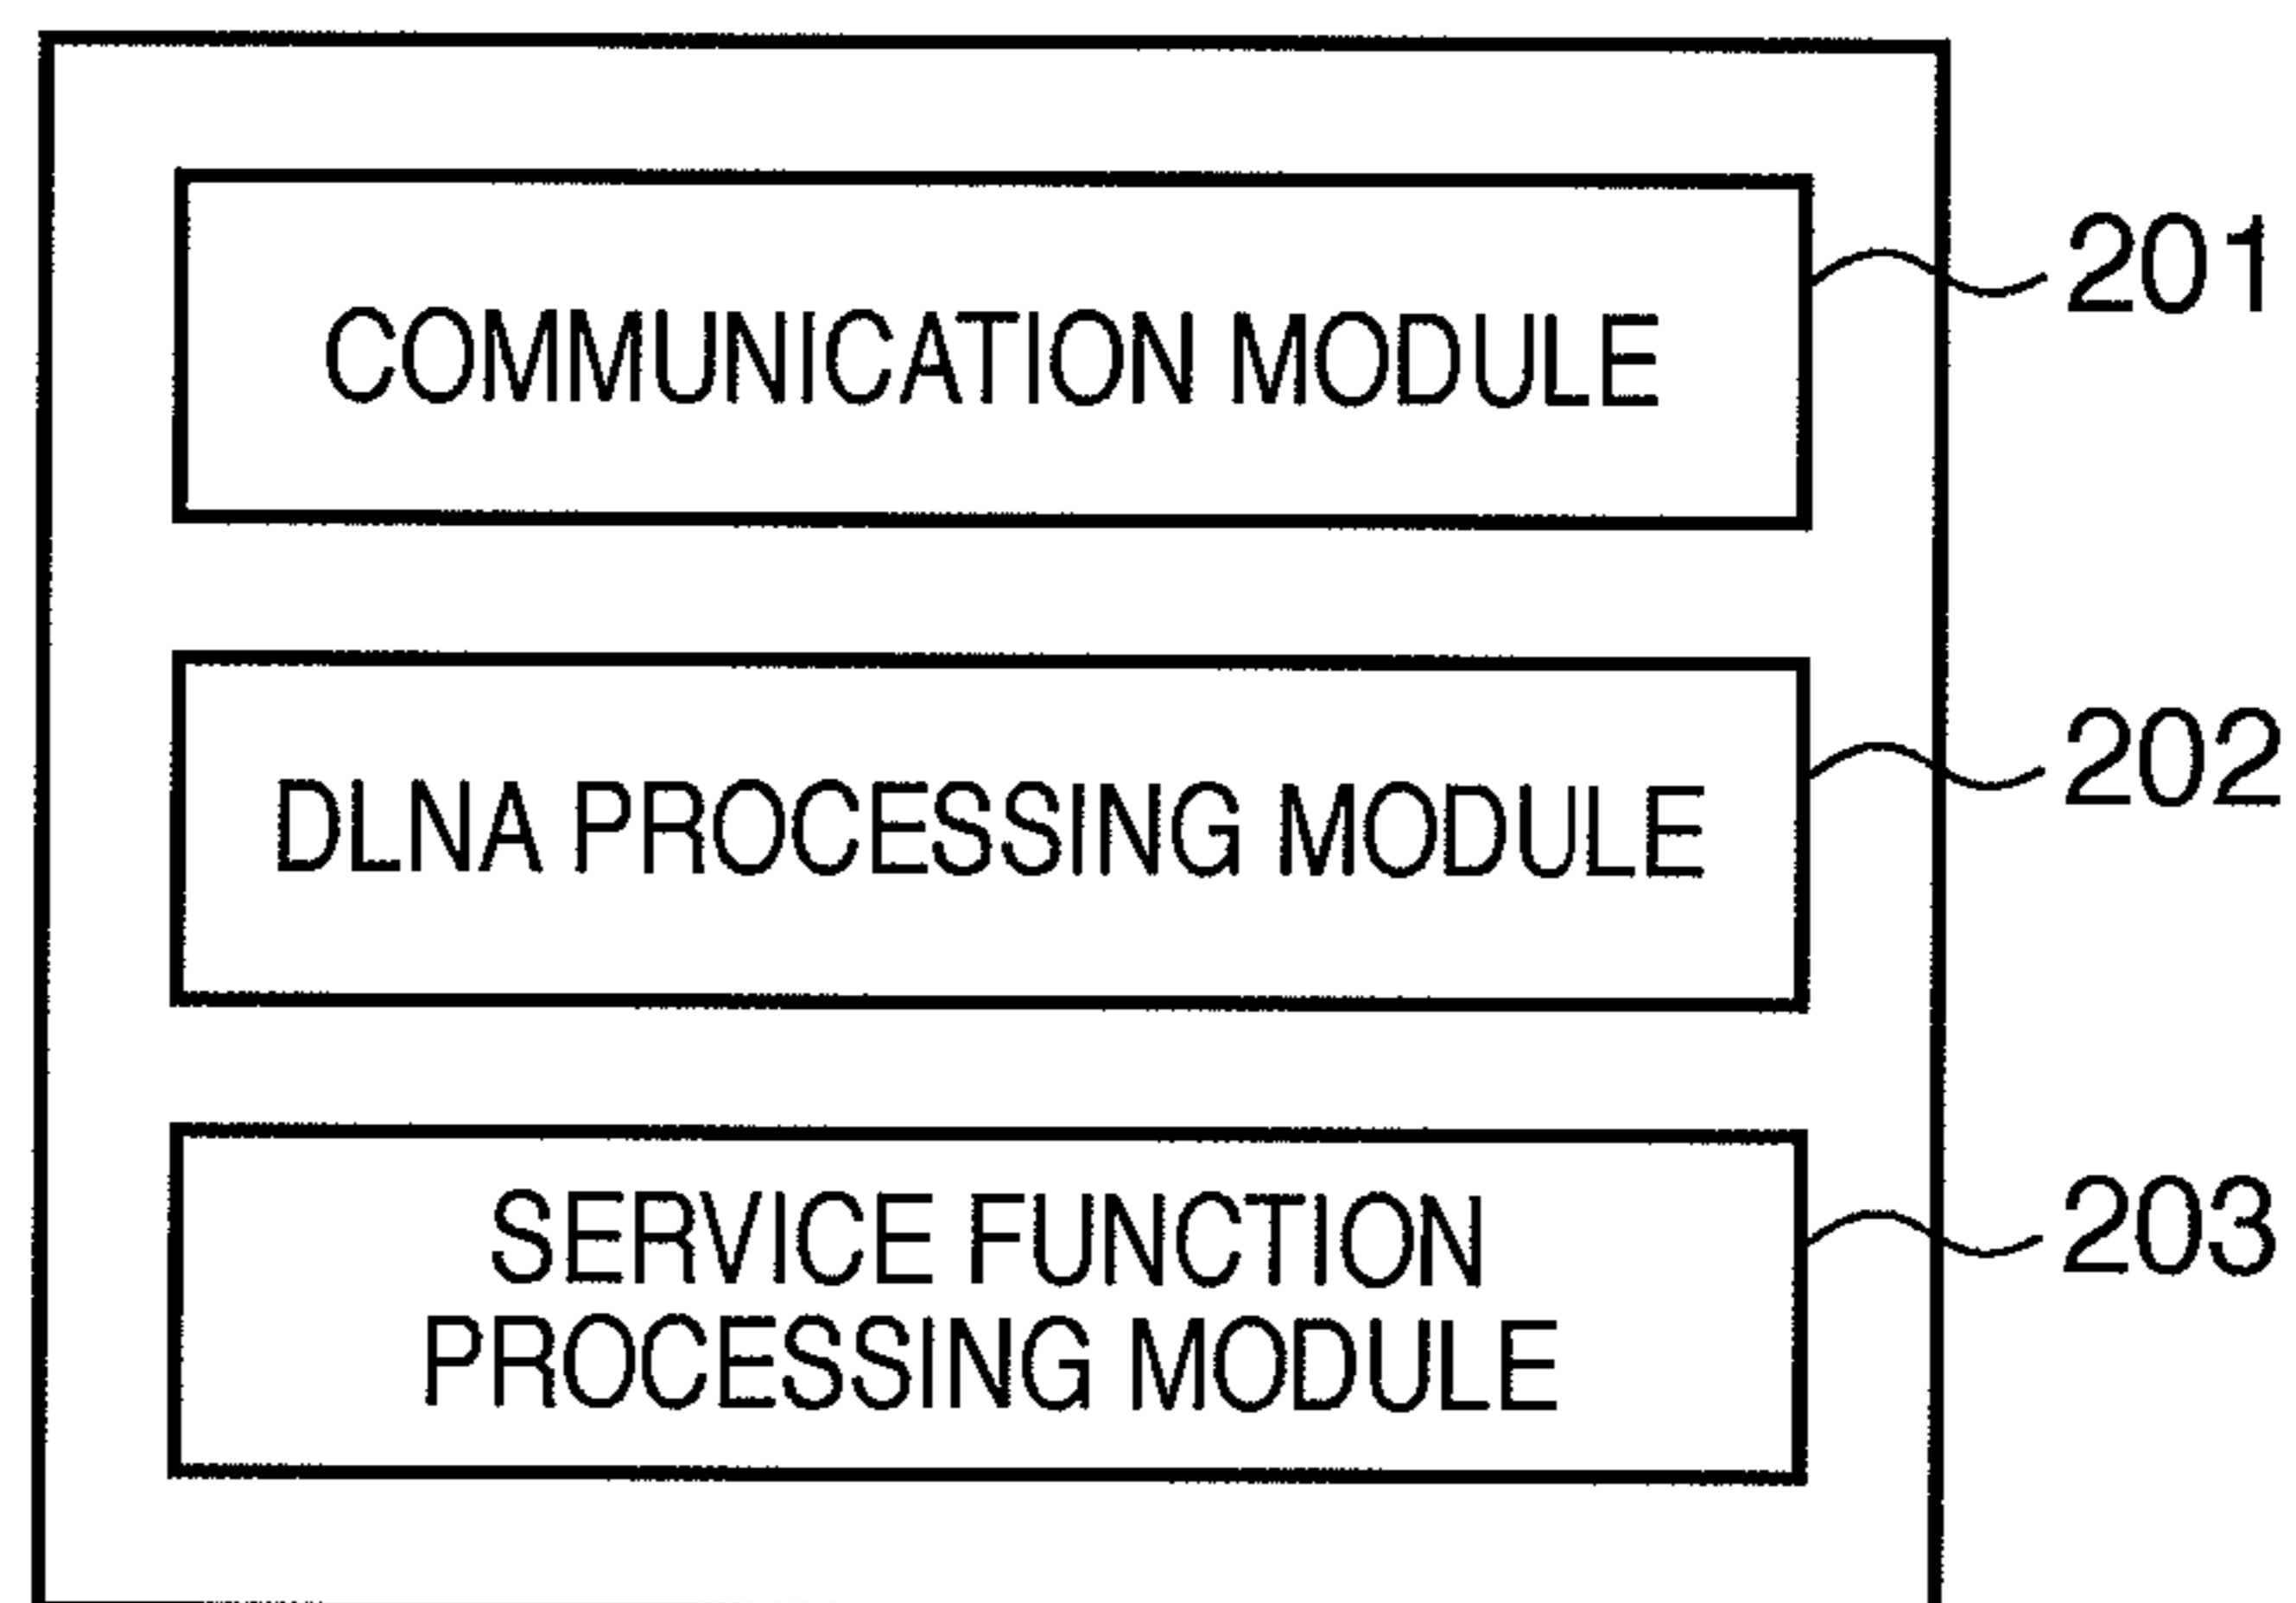 COMMUNICATION MODULE
201
DLNA PROCESSING MODULE
202
SERVICE FUNCTION
PROCESSING MODULE
203